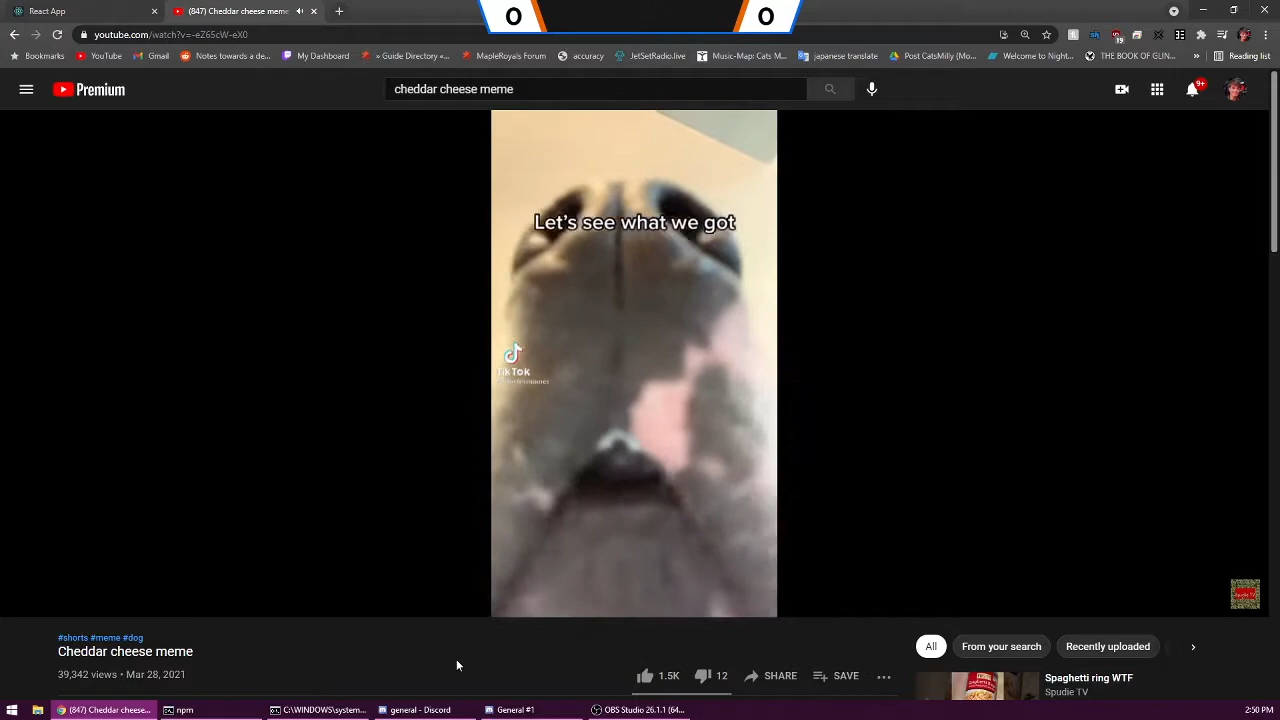 React App
(847) Cheddar cheese meme
0
0
youtube.com/watch?v=-eZ65cW-eX0
Bookmarks
YouTube
Gmail
Notes towards a de...
My Dashboard
» Guide Directory «...
MapleRoyals Forum
accuracy
JetSetRadio.live
Music-Map: Cats M...
japanese translate
Post CatsMilly [Mo...
Welcome to Night...
THE BOOK OF GLIN...
»
Reading list
Premium
cheddar cheese meme
9+
Let's see what we got
TikTok
Spudie TV
#shorts #meme #dog
Cheddar cheese meme
39,342 views • Mar 28, 2021
1.5K
12
SHARE
SAVE
All
From your search
Recently uploaded
Spaghetti ring WTF
Spudie TV
(847) Cheddar cheese...
npm
C:\WINDOWS\system...
general - Discord
General #1
OBS Studio 26.1.1 (64...
2:50 PM